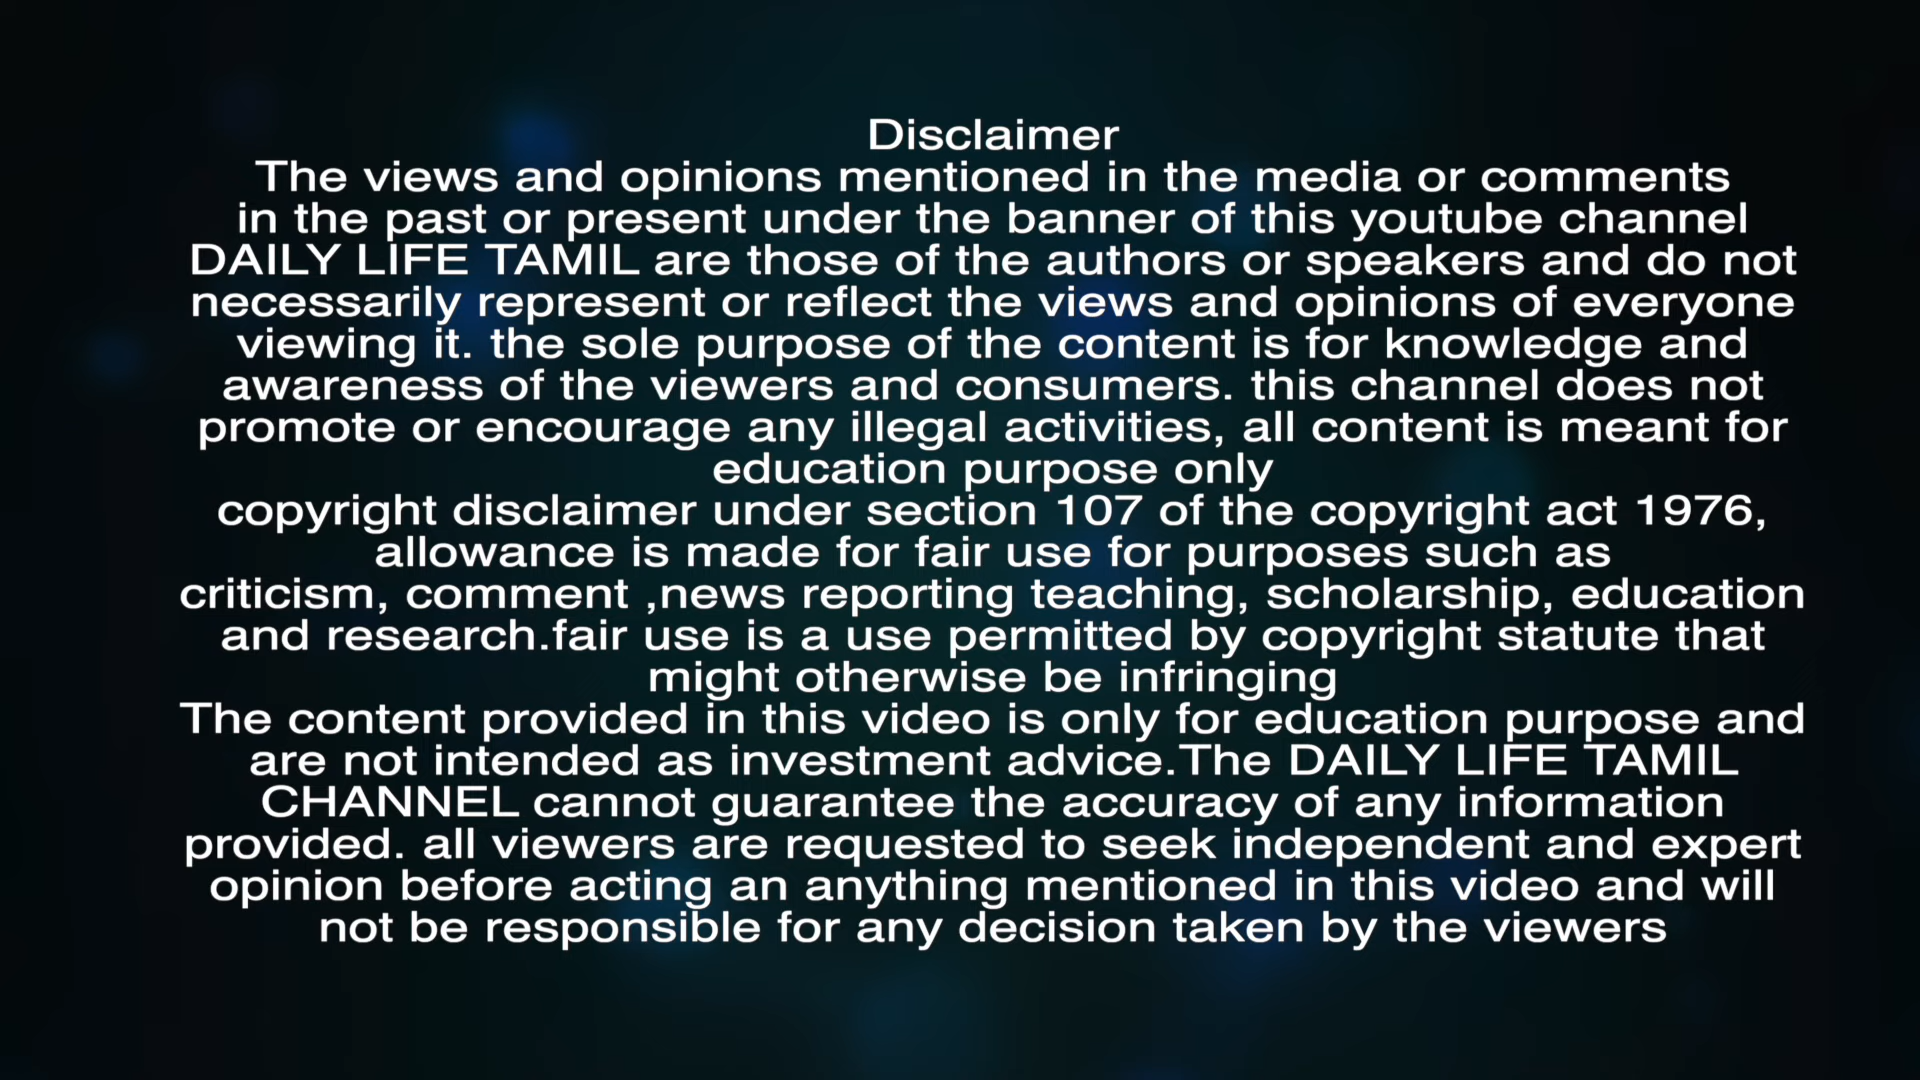 Disclaimer
The views and opinions mentioned in the media or comments
in the past or present under the banner of this youtube channel
DAILY LIFE TAMIL are those of the authors or speakers and do not
necessarily represent or reflect the views and opinions of everyone
viewing it. the sole purpose of the content is for knowledge and
awareness of the viewers and consumers. this channel does not
promote or encourage any illegal activities, all content is meant for
education purpose only
copyright disclaimer under section 107 of the copyright act 1976,
allowance is made for fair use for purposes such as
criticism, comment ,news reporting teaching, scholarship, education
and research.fair use is a use permitted by copyright statute that
might otherwise be infringing
The content provided in this video is only for education purpose and
are not intended as investment advice.The DAILY LIFE TAMIL
CHANNEL cannot guarantee the accuracy of any information
provided. all viewers are requested to seek independent and expert
opinion before acting an anything mentioned in this video and will
not be responsible for any decision taken by the viewers